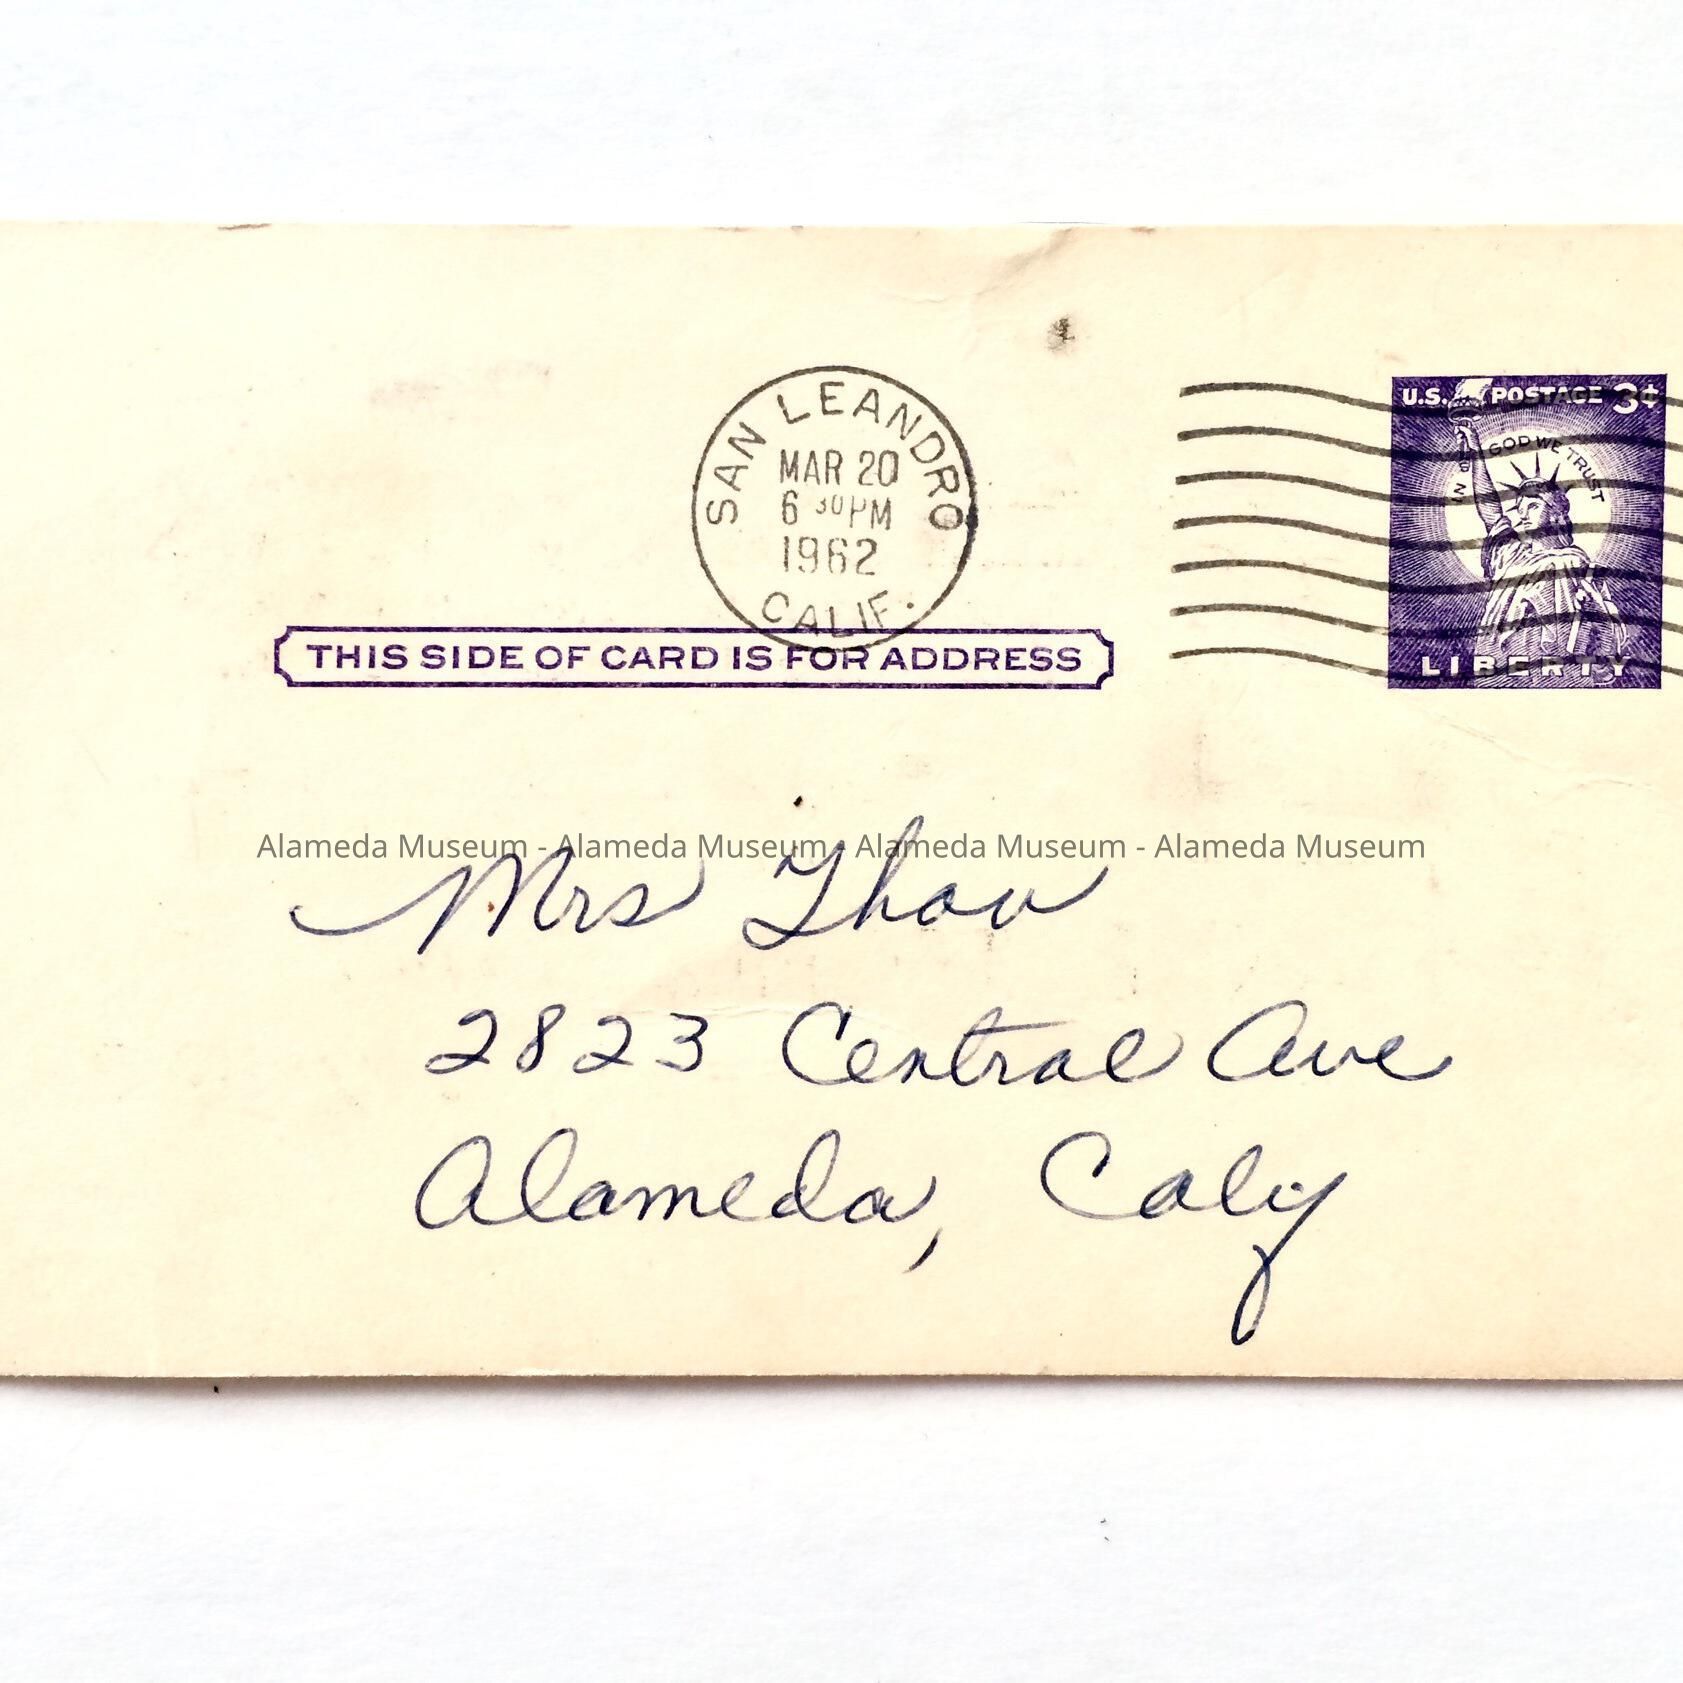 SAN LEANDRO
MAR 20
6 30 PM
1962
CALIF.
U.S. POSTAGE 3¢
IN GOD WE TRUST
LIBERTY
THIS SIDE OF CARD IS FOR ADDRESS
Alameda Museum - Alameda Museum - Alameda Museum - Alameda Museum
Mrs Thow
2823 Central Ave
Alameda, Calif